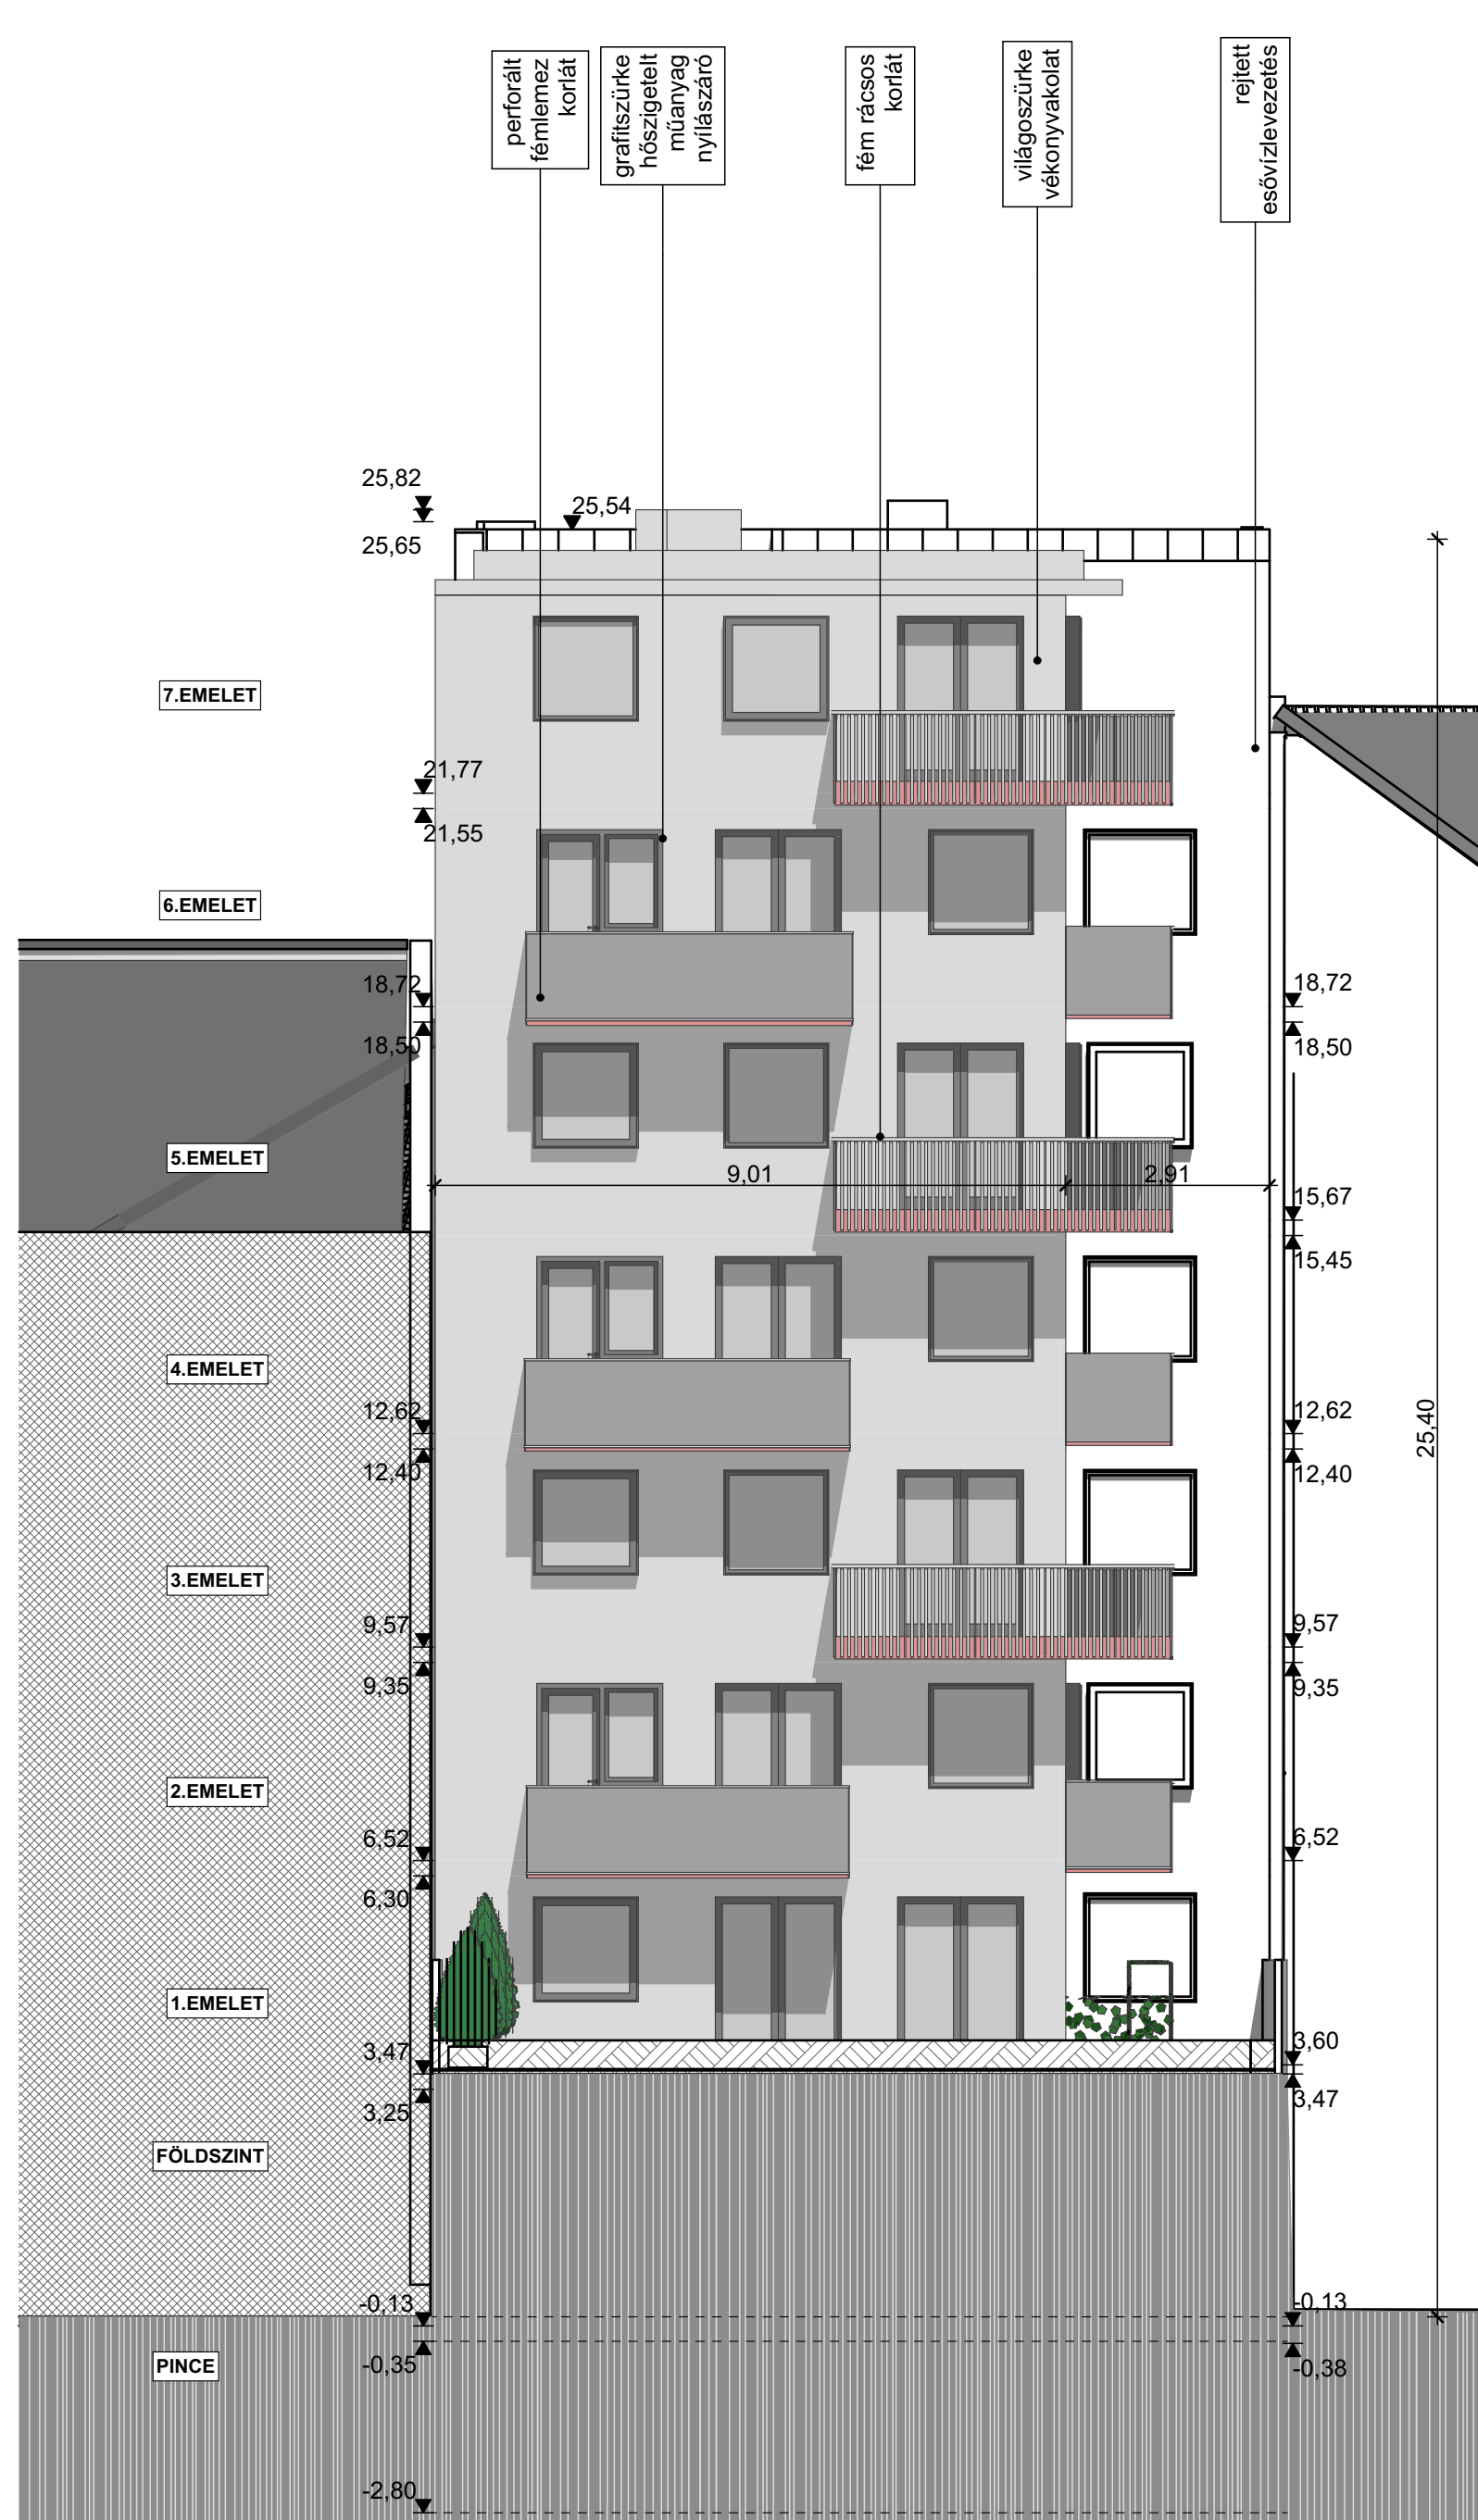 perforált
fémlemez
korlát
grafitszürke
hőszigetelt
műanyag
nyílászáró
fém rácsos
korlát
világoszürke
vékonyvakolat
rejtett
esővízlevezetés
25,82
25,54
25,65
7.EMELET
21,77
21,55
6.EMELET
18,72
18,72
18,50
18,50
5.EMELET
9,01
2,91
15,67
15,45
4.EMELET
12,62
12,62
25,40
12,40
12,40
3.EMELET
9,57
9,57
9,35
9,35
2.EMELET
6,52
6,52
6,30
1.EMELET
3,47
3,60
3,25
3,47
FÖLDSZINT
-0,13
-0,13
PINCE
-0,35
-0,38
-2,80